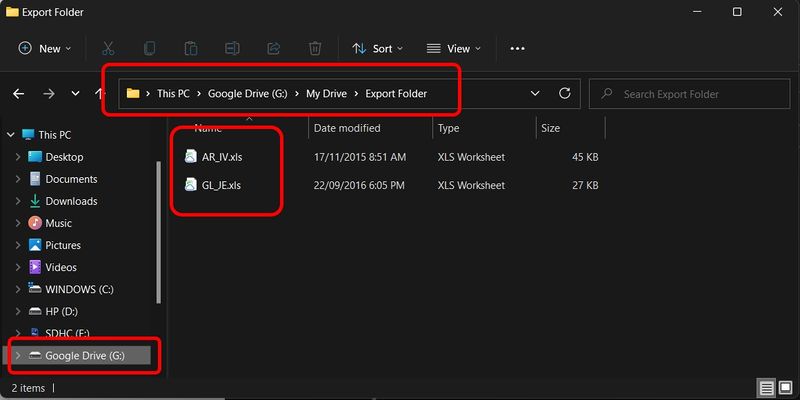 Export Folder
New
Sort
View
This PC
Google Drive (G:)
My Drive
Export Folder
Search Export Folder
This PC
Desktop
Documents
Downloads
Music
Pictures
Videos
WINDOWS (C:)
HP (D:)
SDHC (E:)
Google Drive (G:)
Name
Date modified
Type
Size
AR_IV.xls
17/11/2015 8:51 AM
XLS Worksheet
45 KB
GL_JE.xls
22/09/2016 6:05 PM
XLS Worksheet
27 KB
2 items